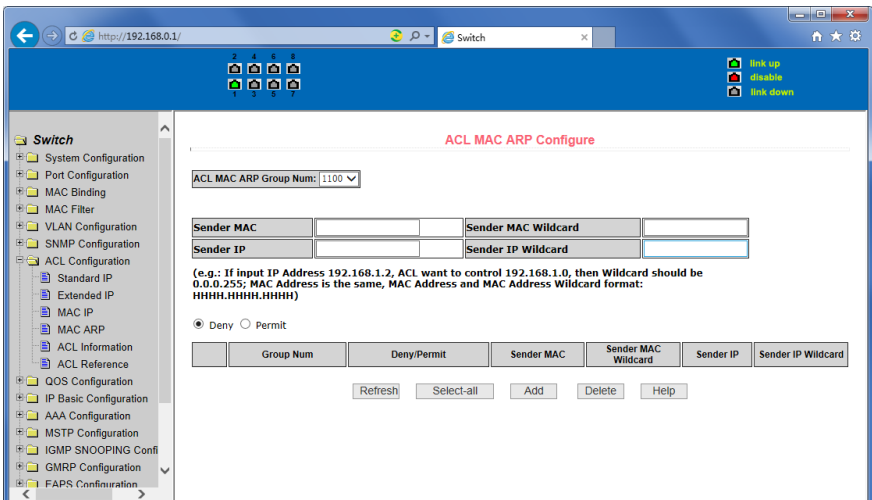 http://192.168.0.1/
Switch
2 4 6 8
1 3 5 7
link up
disable
link down
Switch
System Configuration
Port Configuration
MAC Binding
MAC Filter
VLAN Configuration
SNMP Configuration
ACL Configuration
Standard IP
Extended IP
MAC IP
MAC ARP
ACL Information
ACL Reference
QOS Configuration
IP Basic Configuration
AAA Configuration
MSTP Configuration
IGMP SNOOPING Confi
GMRP Configuration
EAPS Configuration
ACL MAC ARP Configure
ACL MAC ARP Group Num: 1100
Sender MAC Sender MAC Wildcard
Sender IP Sender IP Wildcard
(e.g.: If input IP Address 192.168.1.2, ACL want to control 192.168.1.0, then Wildcard should be
0.0.0.255; MAC Address is the same, MAC Address and MAC Address Wildcard format:
HHHH.HHHH.HHHH)
Deny Permit
Group Num Deny/Permit Sender MAC Sender MAC Wildcard Sender IP Sender IP Wildcard
Refresh Select-all Add Delete Help